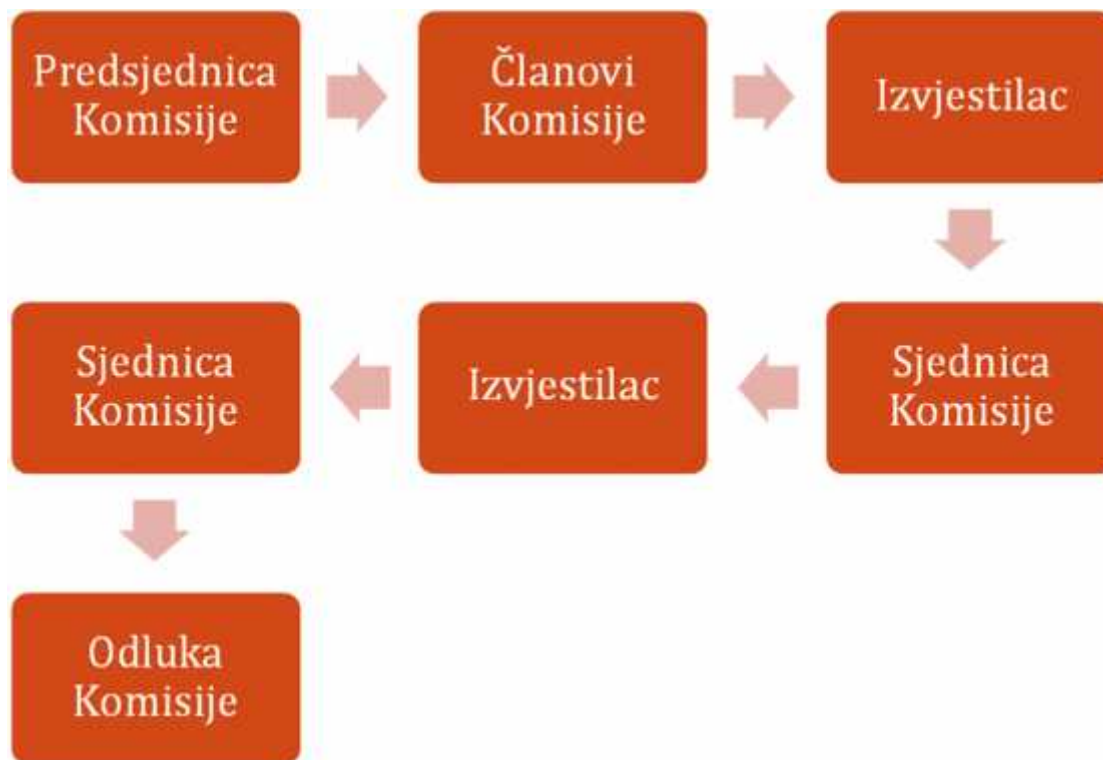 Predsjednica
Komisije
Članovi
Komisije
Izvjestilac
Sjednica
Komisije
Izvjestilac
Sjednica
Komisije
Odluka
Komisije